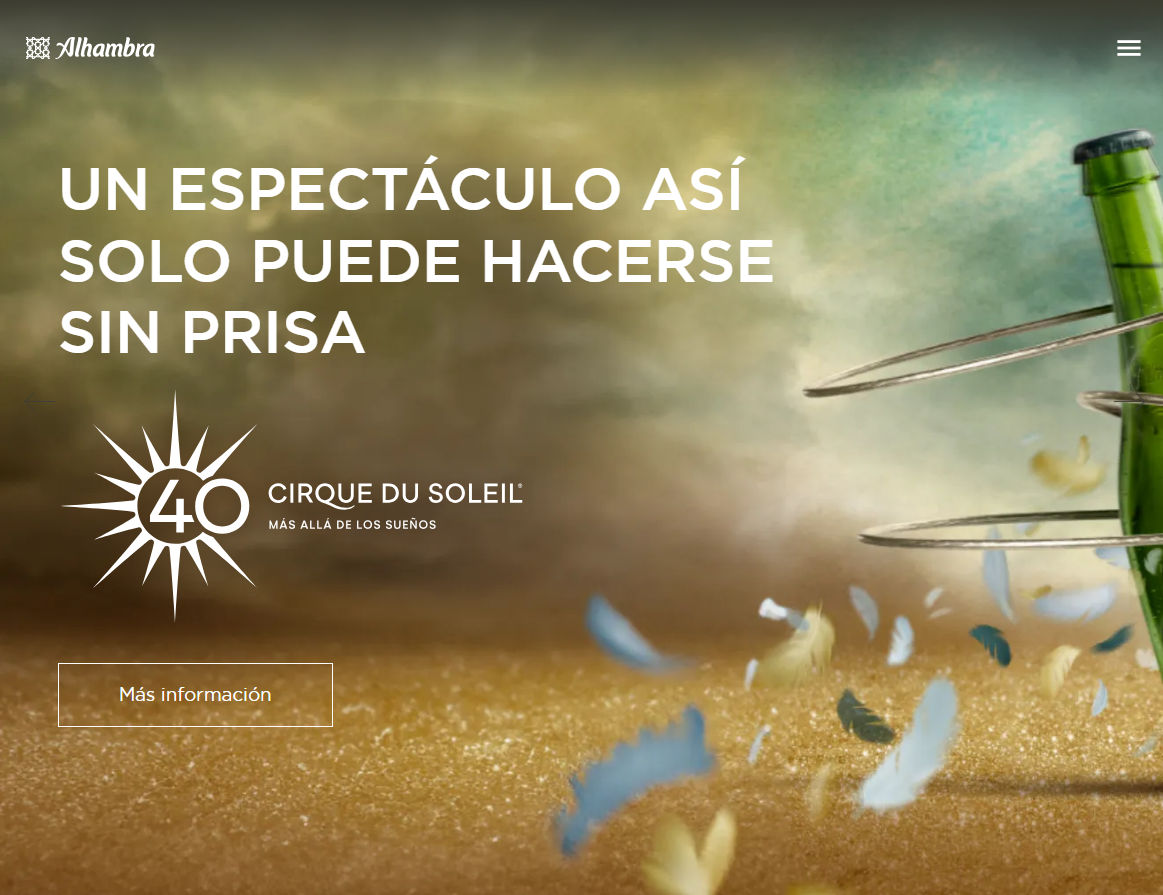 Alhambra
UN ESPECTÁCULO ASÍ
SOLO PUEDE HACERSE
SIN PRISA
40
CIRQUE DU SOLEIL®
MÁS ALLÁ DE LOS SUEÑOS
Más información